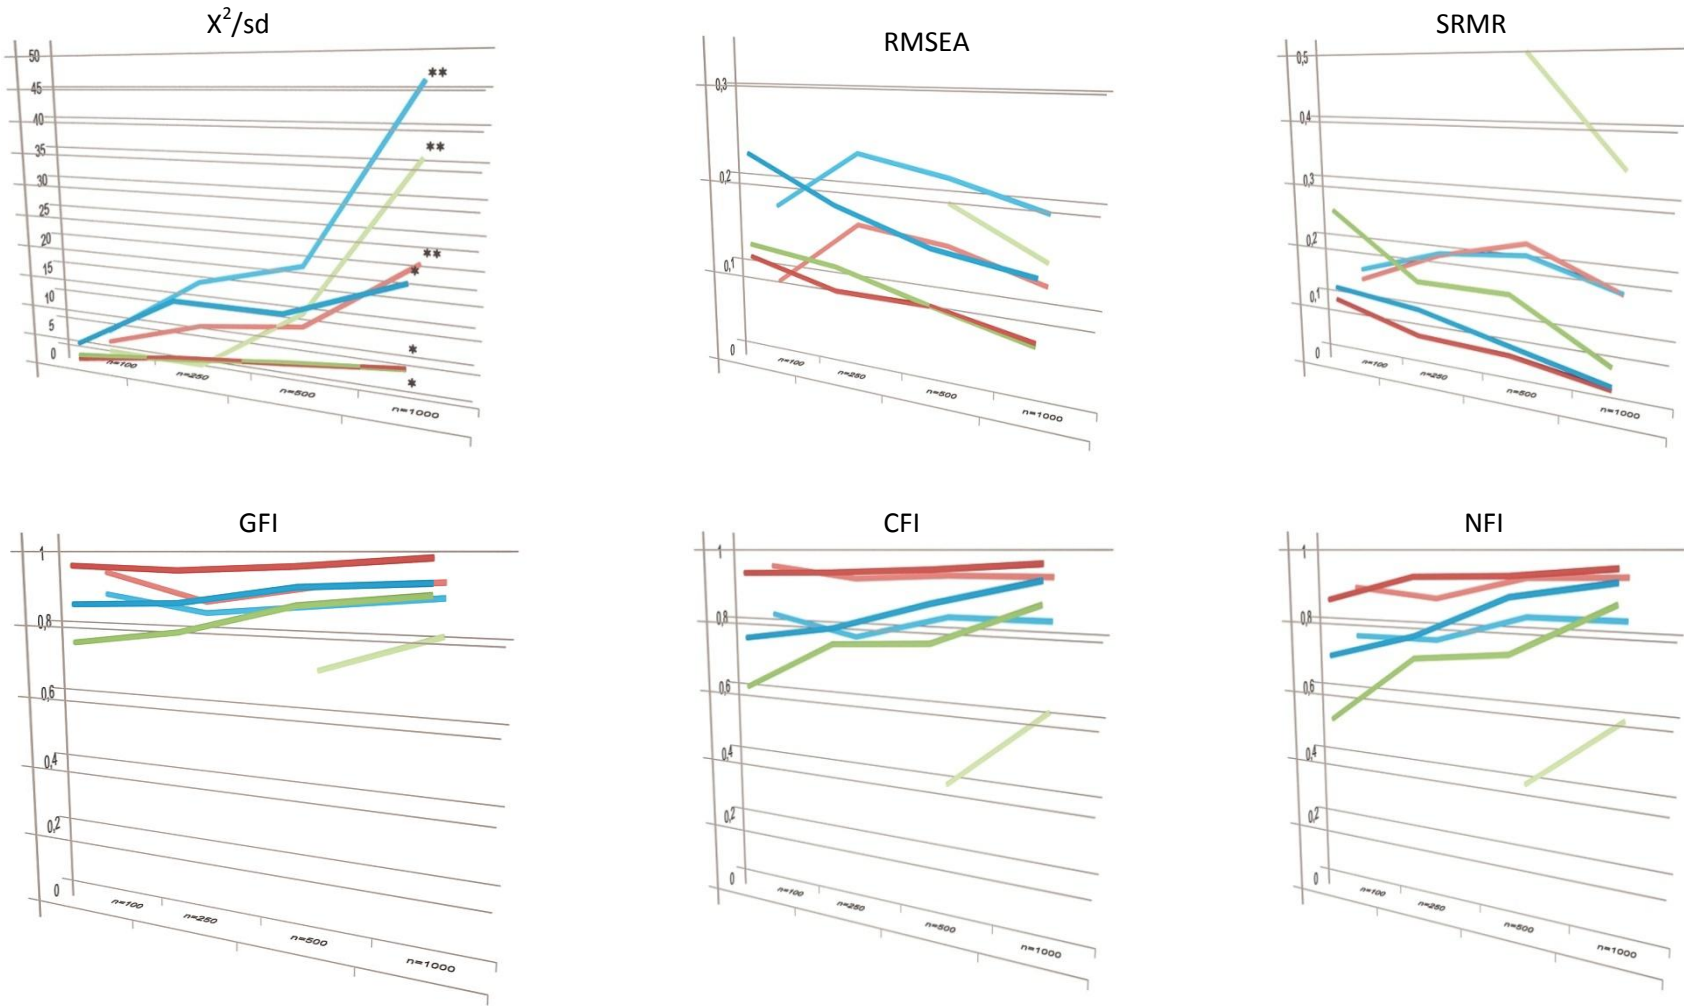 X²/sd
50
45
40
35
30
25
20
15
10
5
0
**
**
**
*
*
*
n=100
n=250
n=500
n=1000
RMSEA
0,3
0,2
0,1
0
n=100
n=250
n=500
n=1000
SRMR
0,5
0,4
0,3
0,2
0,1
0
n=100
n=250
n=500
n=1000
GFI
1
0,8
0,6
0,4
0,2
0
n=100
n=250
n=500
n=1000
CFI
1
0,8
0,6
0,4
0,2
0
n=100
n=250
n=500
n=1000
NFI
1
0,8
0,6
0,4
0,2
0
n=100
n=250
n=500
n=1000